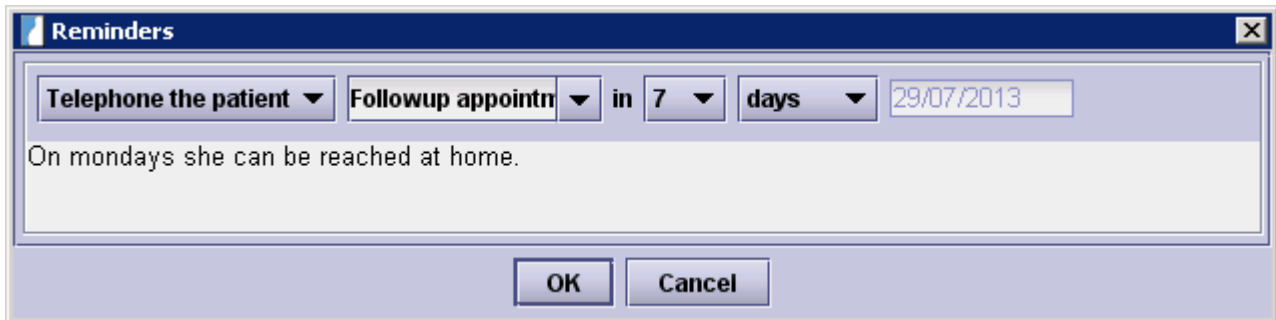 Reminders
Telephone the patient Followup appointm in 7 days 29/07/2013
On mondays she can be reached at home.
OK Cancel